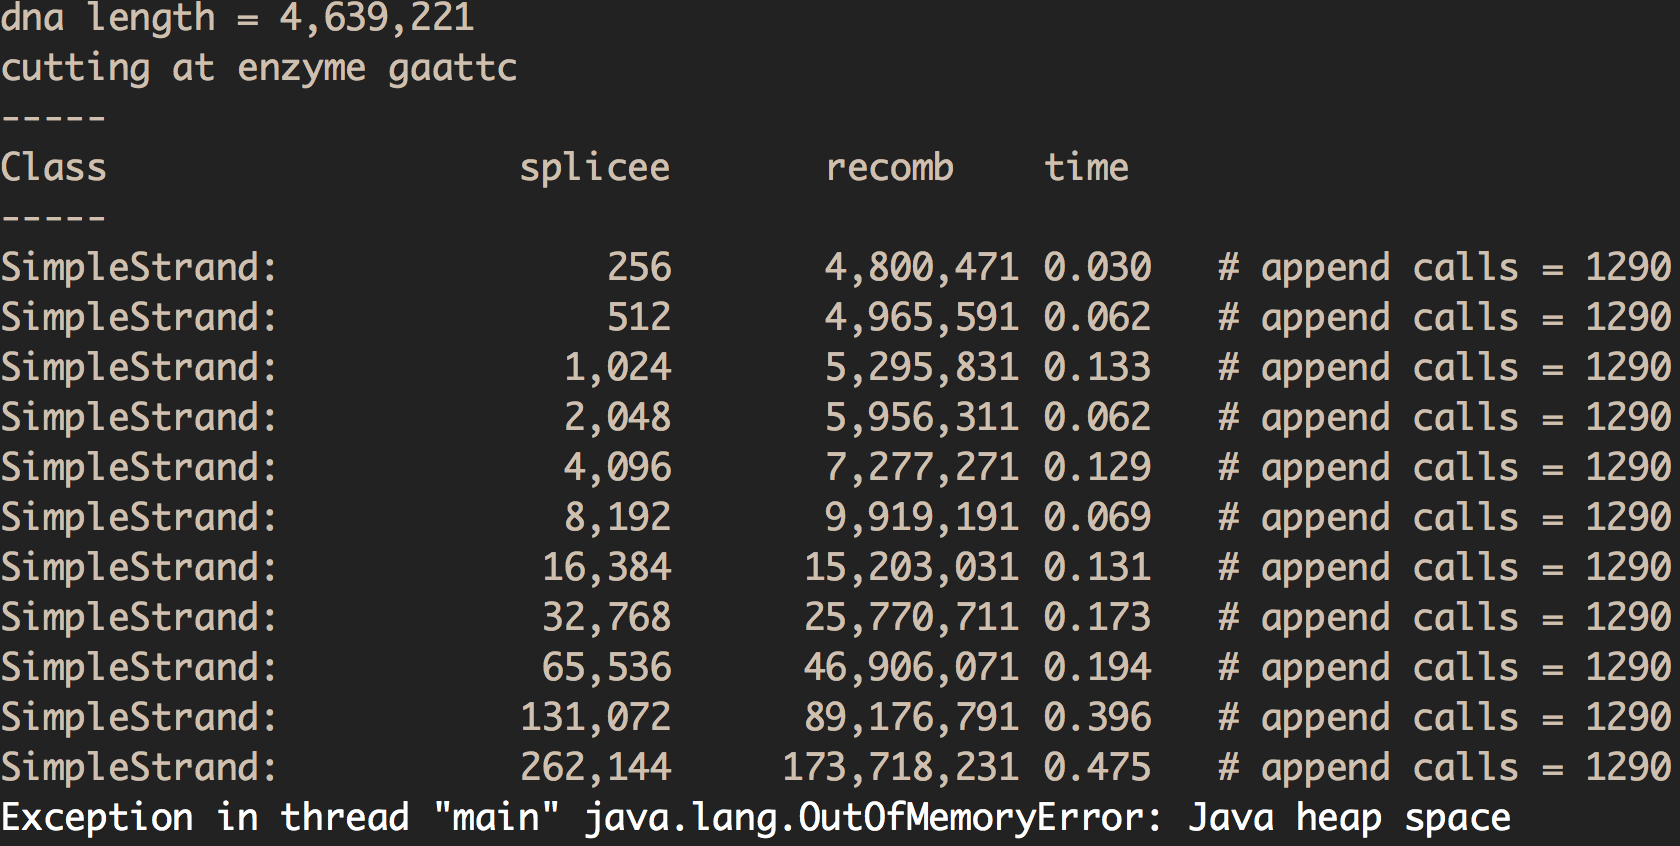 dna length = 4,639,221
cutting at enzyme gaattc
-----
Class splicee recomb time
-----
SimpleStrand: 256 4,800,471 0.030 # append calls = 1290
SimpleStrand: 512 4,965,591 0.062 # append calls = 1290
SimpleStrand: 1,024 5,295,831 0.133 # append calls = 1290
SimpleStrand: 2,048 5,956,311 0.062 # append calls = 1290
SimpleStrand: 4,096 7,277,271 0.129 # append calls = 1290
SimpleStrand: 8,192 9,919,191 0.069 # append calls = 1290
SimpleStrand: 16,384 15,203,031 0.131 # append calls = 1290
SimpleStrand: 32,768 25,770,711 0.173 # append calls = 1290
SimpleStrand: 65,536 46,906,071 0.194 # append calls = 1290
SimpleStrand: 131,072 89,176,791 0.396 # append calls = 1290
SimpleStrand: 262,144 173,718,231 0.475 # append calls = 1290
Exception in thread "main" java.lang.OutOfMemoryError: Java heap space